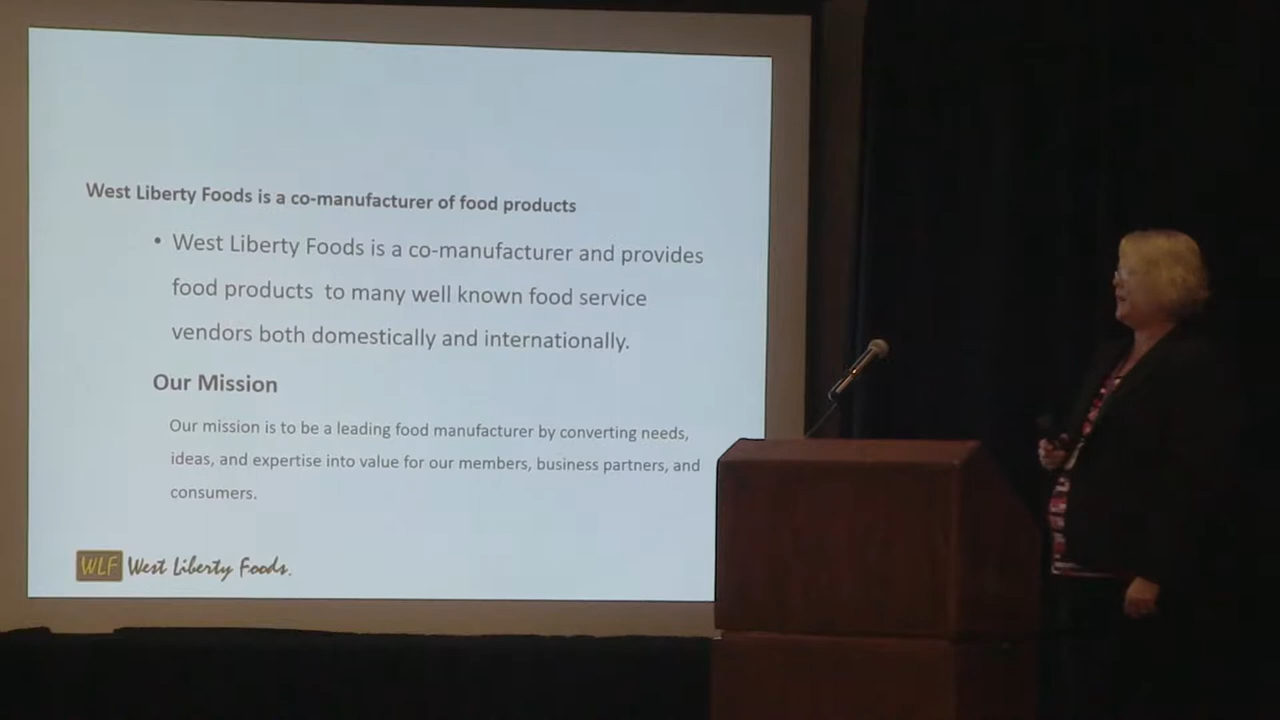 West Liberty Foods is a co-manufacturer of food products
• West Liberty Foods is a co-manufacturer and provides
food products to many well known food service
vendors both domestically and internationally.
Our Mission
Our mission is to be a leading food manufacturer by converting needs,
ideas, and expertise into value for our members, business partners, and
consumers.
WLF West Liberty Foods.